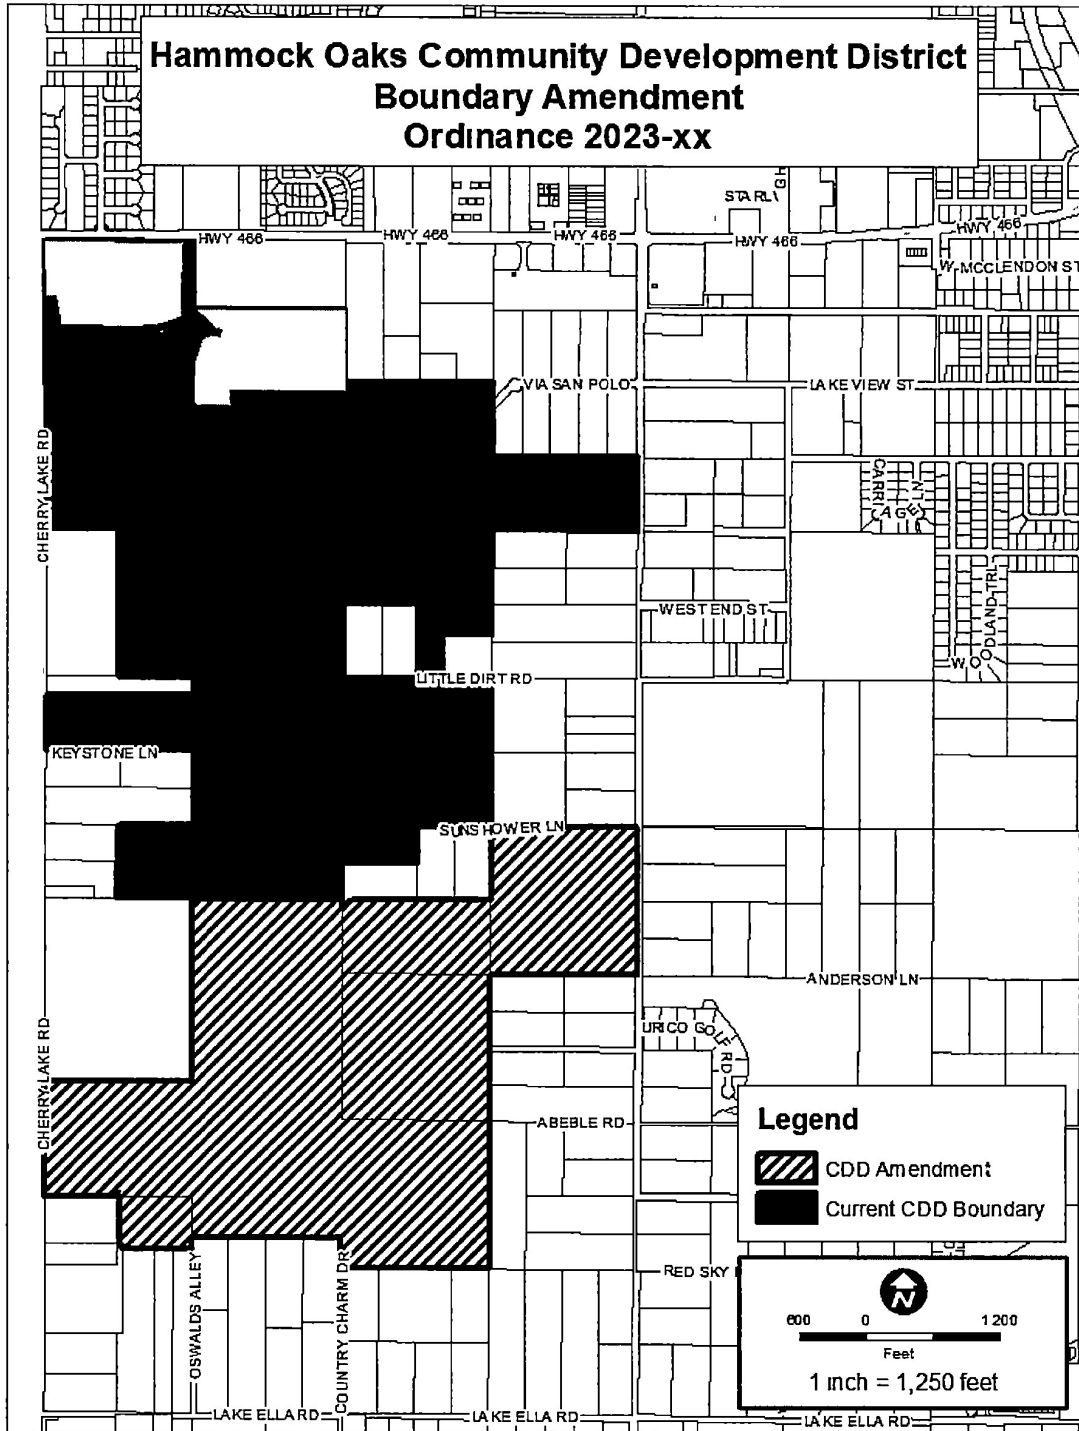 Hammock Oaks Community Development District
Boundary Amendment
Ordinance 2023-xx
HWY 466
HWY 466
HWY 466
HWY 466
HWY 466
W MCCLENDON ST
VIA SAN POLO
LAKE VIEW ST
CHERRY LAKE RD
CARRIAGE LN
WEST END ST
WOODLAND TRL
LITTLE DIRT RD
KEYSTONE LN
SUNSHOWER LN
ANDERSON LN
CHERRY LAKE RD
URICO GOLF RD
ABEBLE RD
Legend
CDD Amendment
Current CDD Boundary
OSWALDS ALLEY
COUNTRY CHARM DR
RED SKY
N
600 0 1 200
Feet
1 inch = 1,250 feet
LAKE ELLA RD
LAKE ELLA RD
LAKE ELLA RD